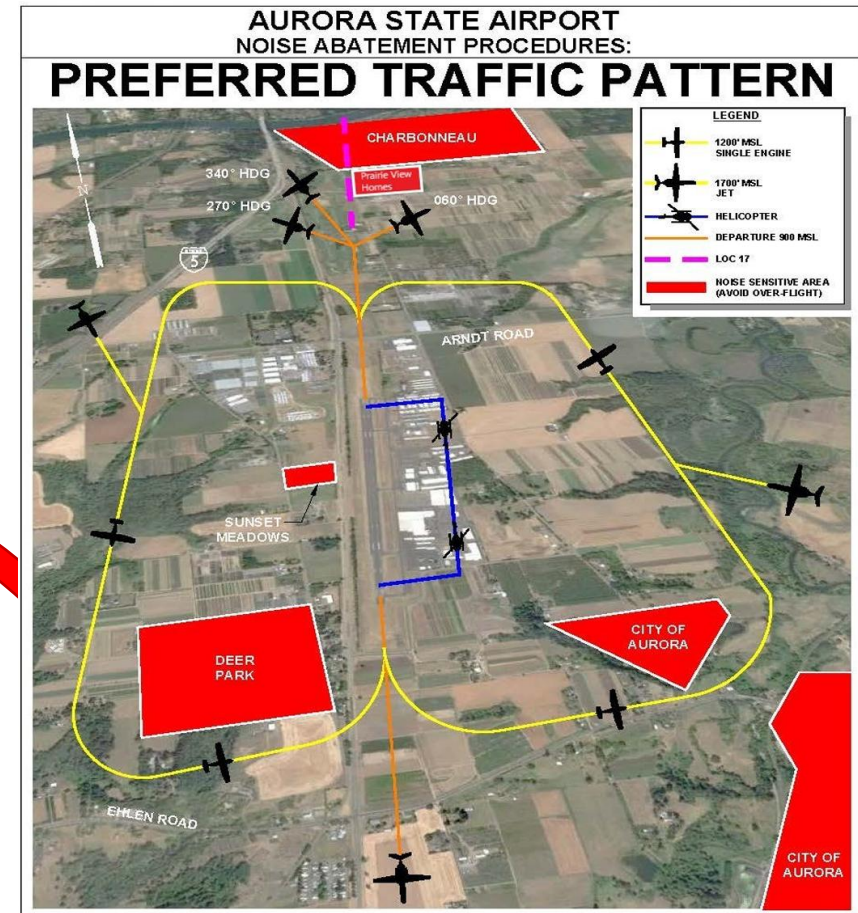 AURORA STATE AIRPORT
NOISE ABATEMENT PROCEDURES:
PREFERRED TRAFFIC PATTERN
LEGEND
1200' MSL
SINGLE ENGINE
1700' MSL
JET
HELICOPTER
DEPARTURE 900 MSL
LOC 17
NOISE SENSITIVE AREA
(AVOID OVER-FLIGHT)
CHARBONNEAU
Prairie View
Homes
340° HDG
270° HDG
060° HDG
N
5
ARNDT ROAD
SUNSET
MEADOWS
DEER
PARK
CITY OF
AURORA
EHLEN ROAD
CITY OF
AURORA